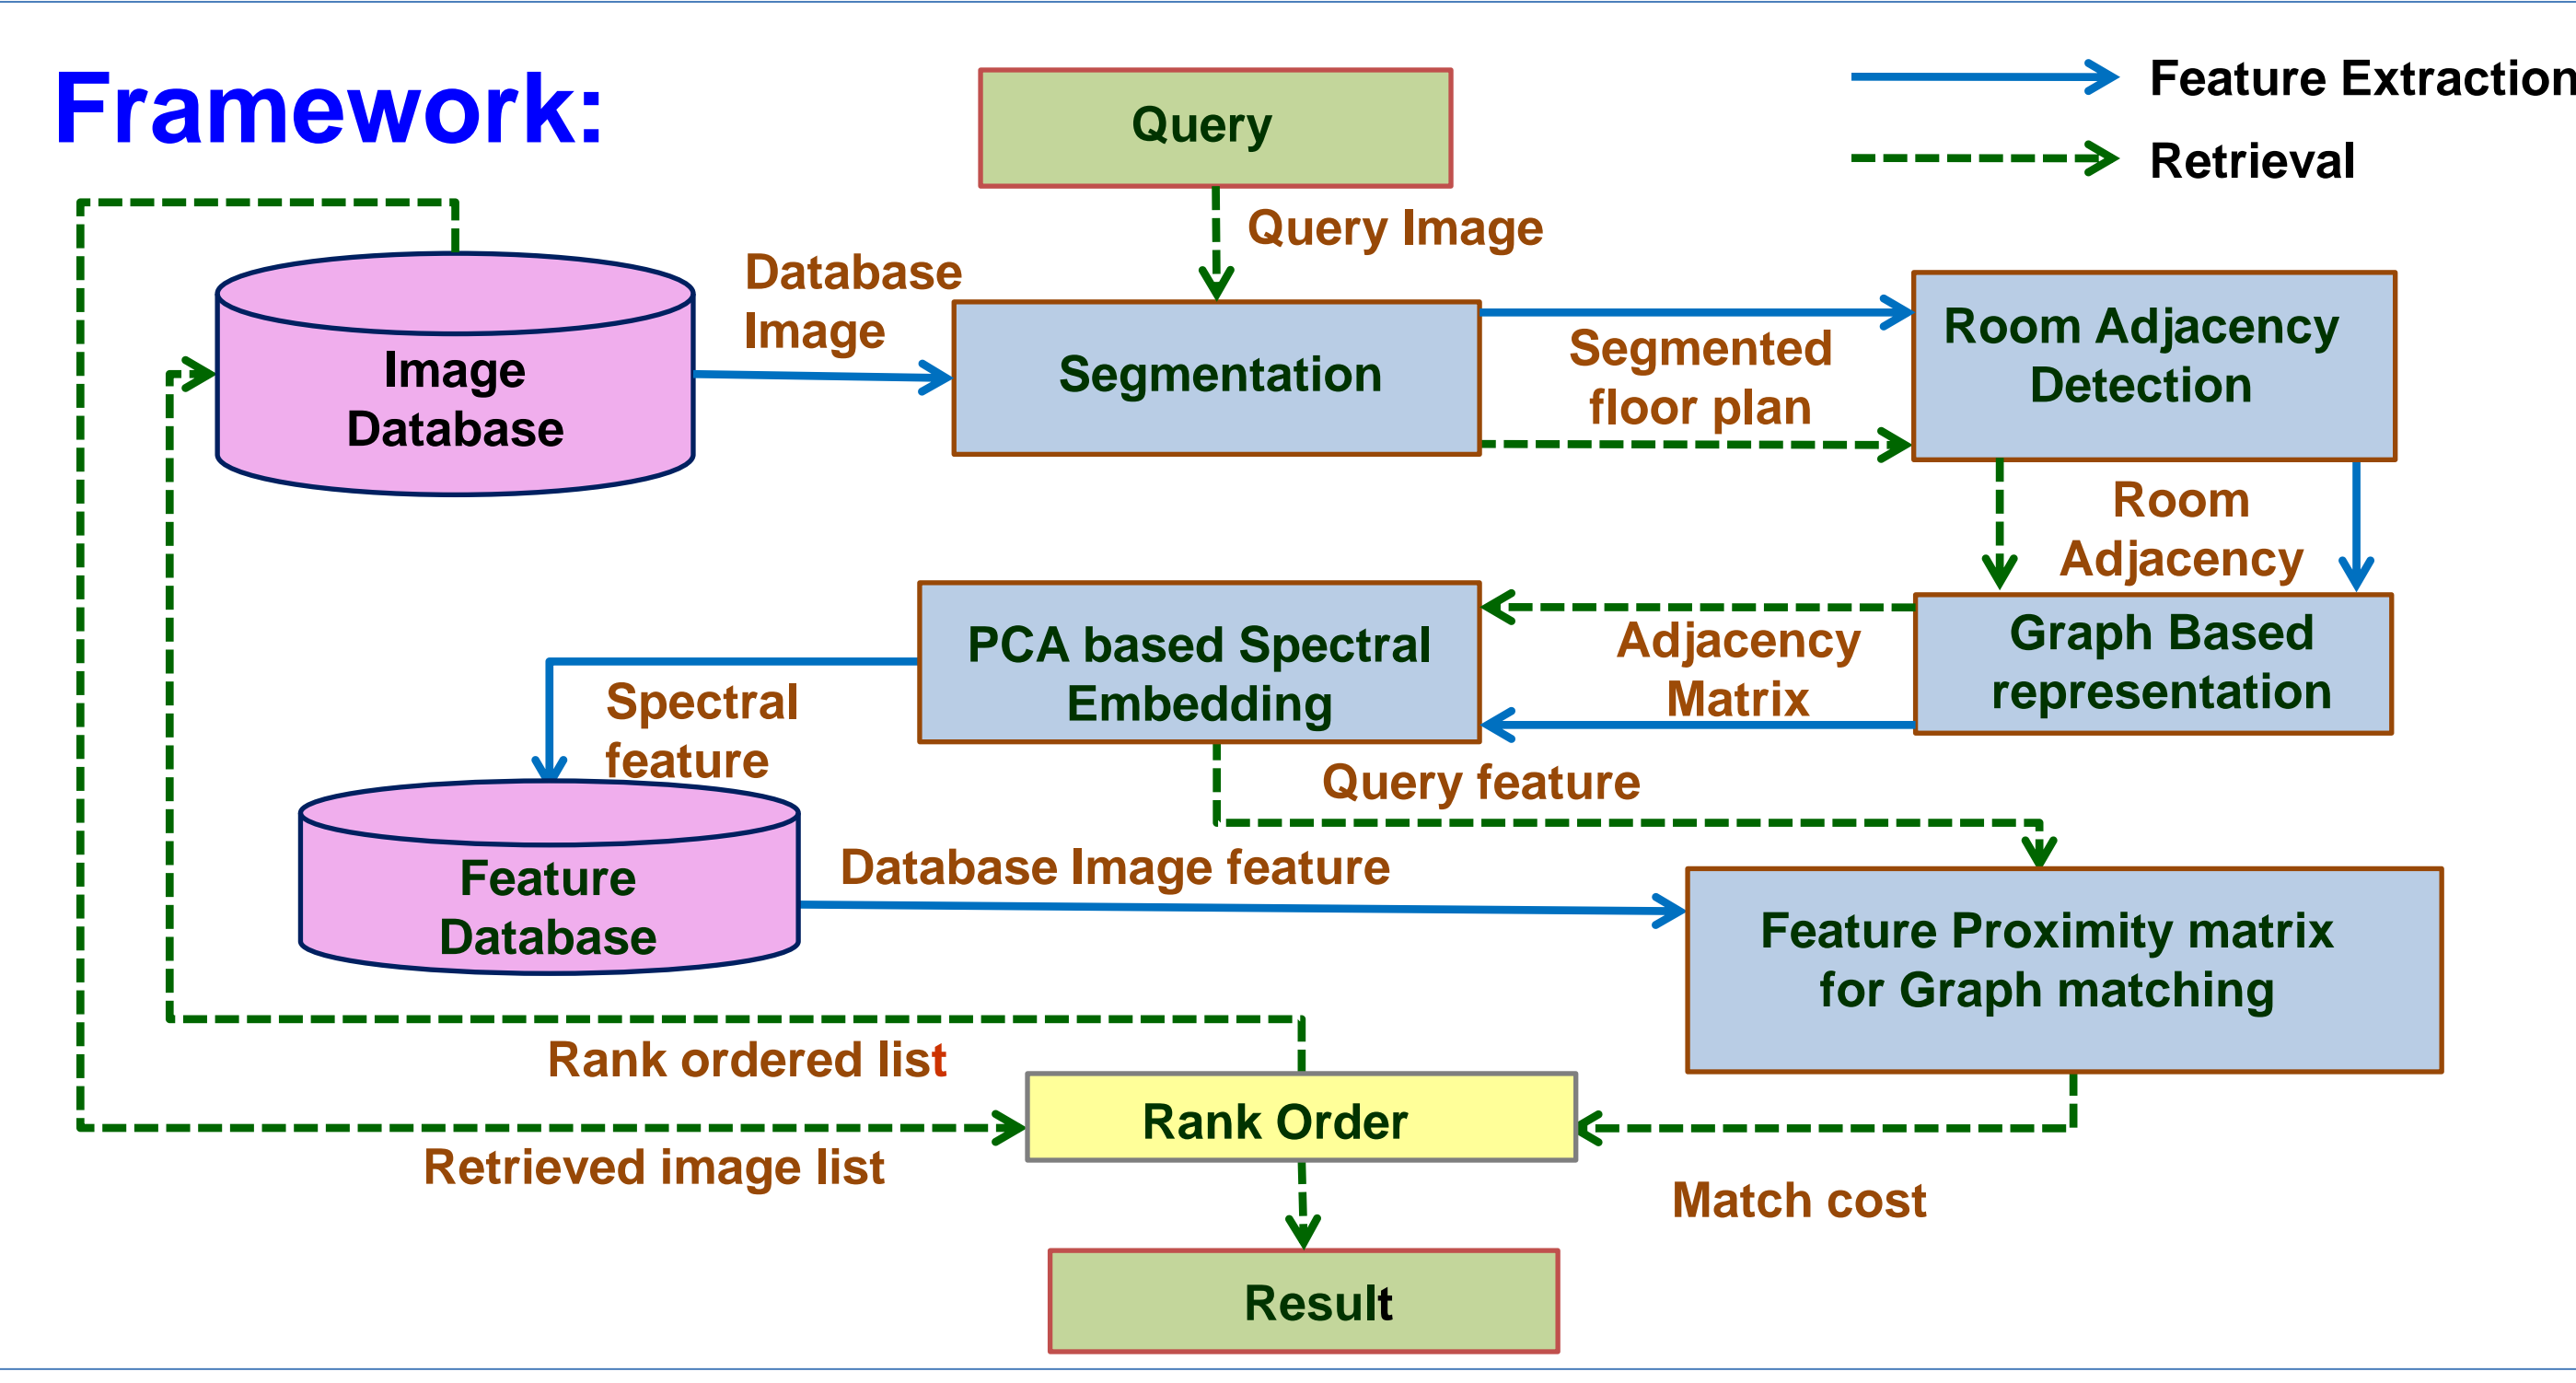 Framework:
Query
Feature Extraction
Retrieval
Query Image
Database
Image
Image
Database
Segmentation
Segmented
floor plan
Room Adjacency
Detection
Room
Adjacency
PCA based Spectral
Embedding
Adjacency
Matrix
Graph Based
representation
Spectral
feature
Query feature
Feature
Database
Database Image feature
Feature Proximity matrix
for Graph matching
Rank ordered list
Rank Order
Retrieved image list
Match cost
Result